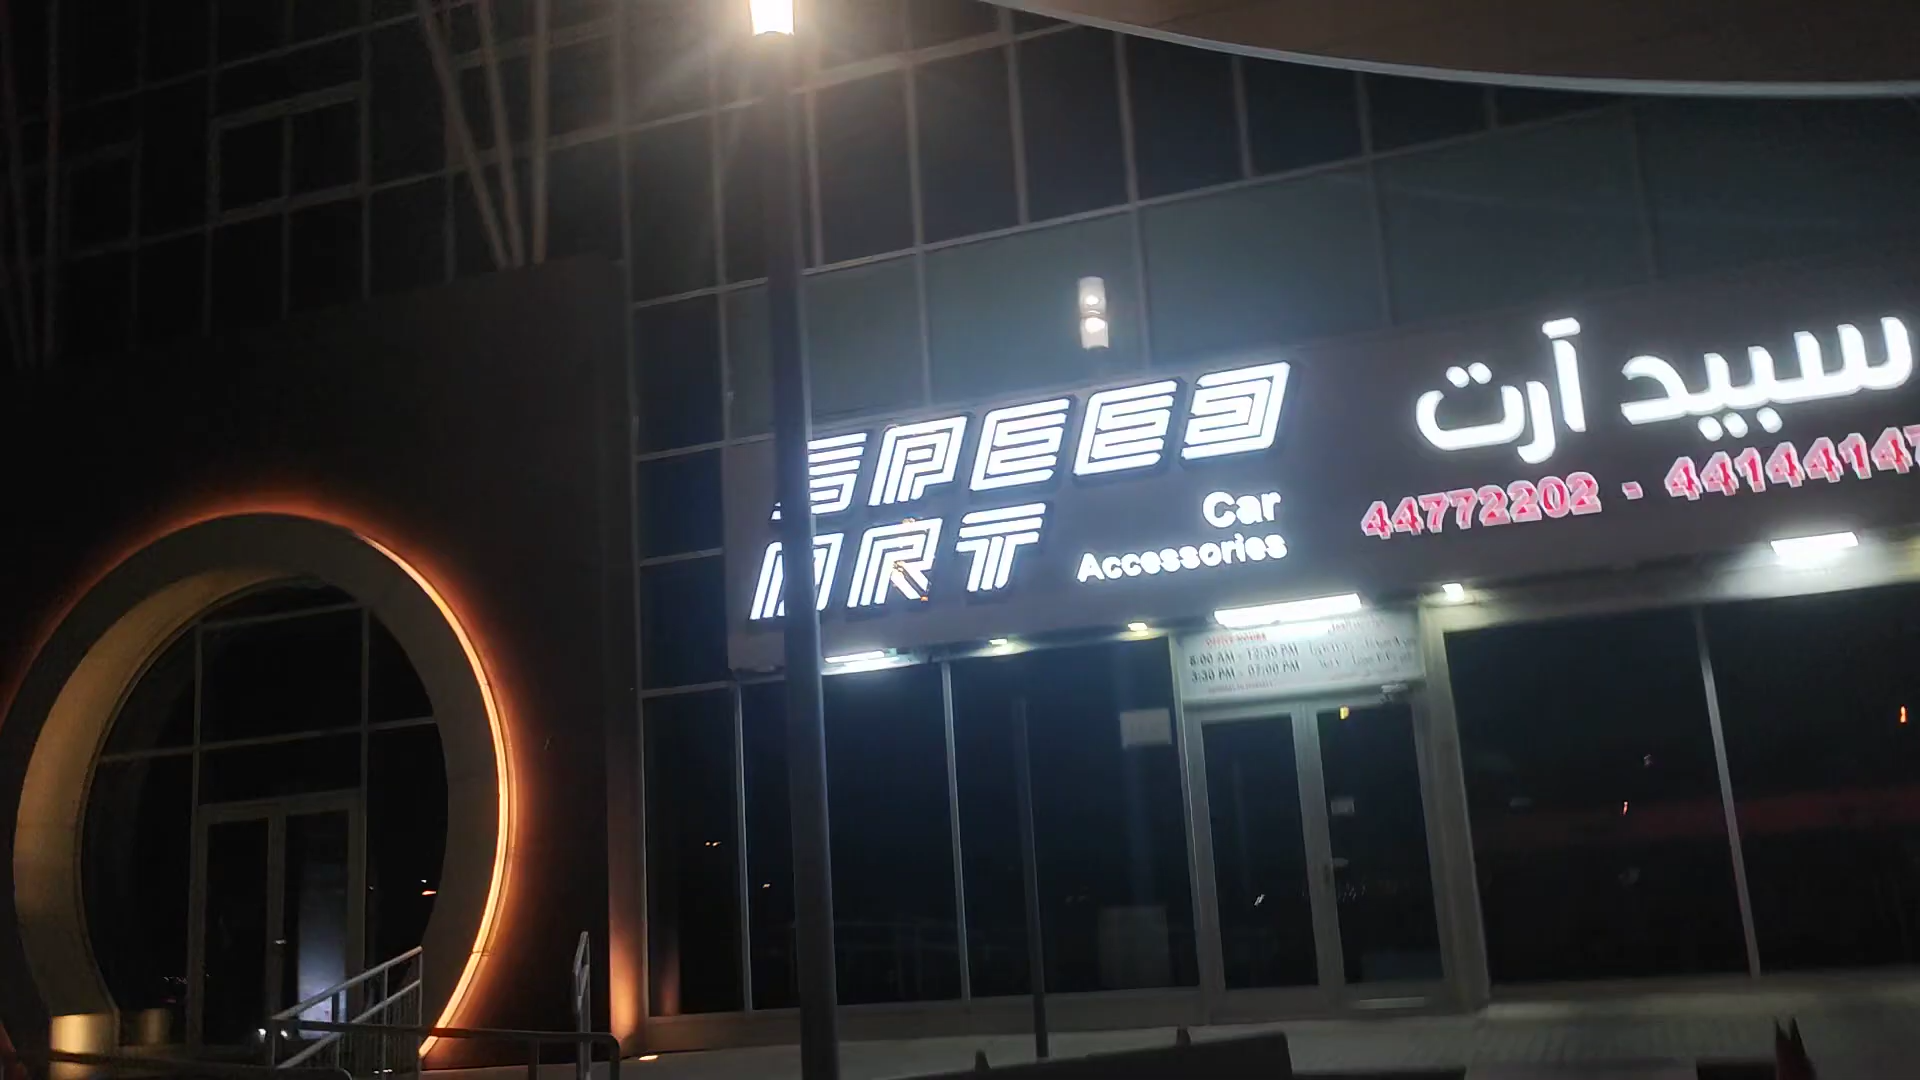 SPEED
ART
Car
Accessories
سبيد آرت
44772202 - 4414414
8:00 AM - 12:30 PM
3:30 PM - 07:00 PM